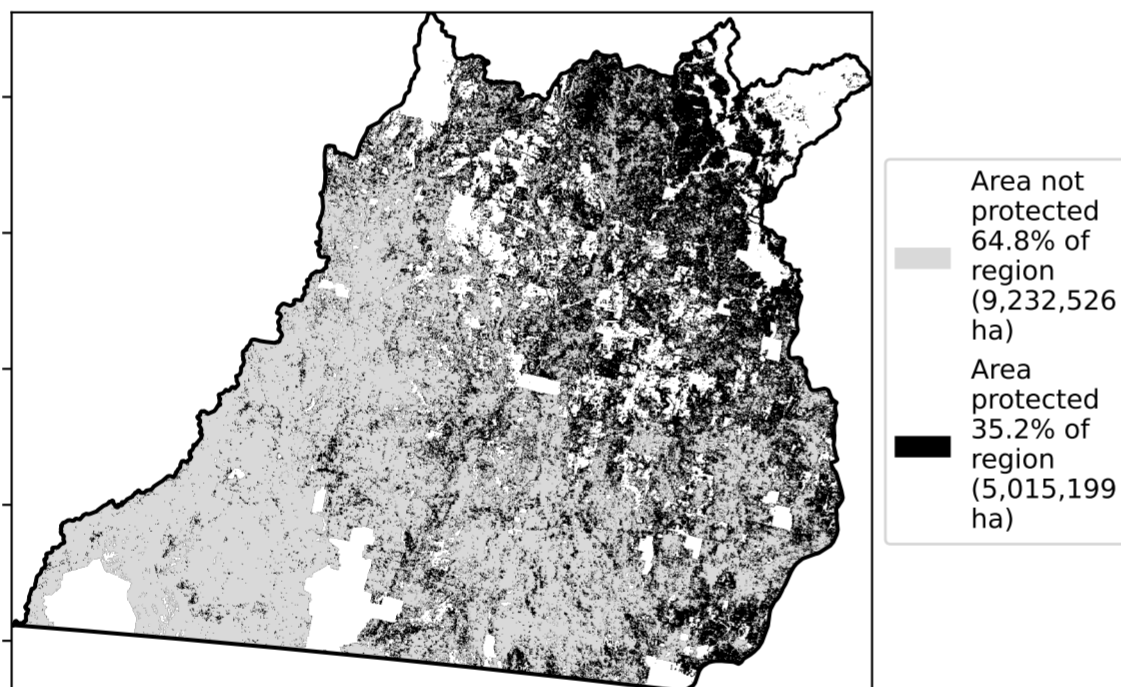 Area not
protected
64.8% of
region
(9,232,526
ha)
Area
protected
35.2% of
region
(5,015,199
ha)